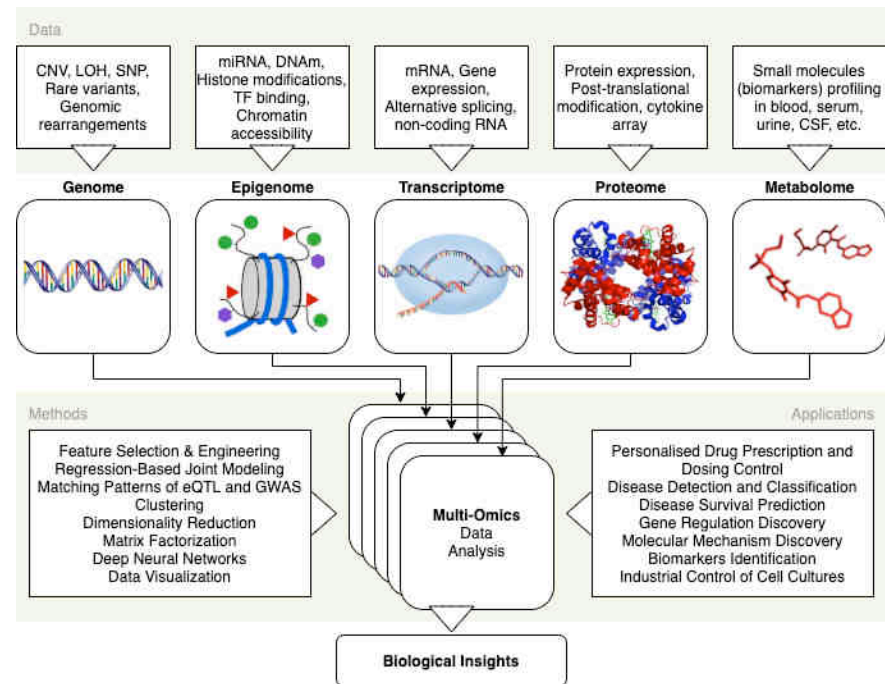 Data
CNV, LOH, SNP,
Rare variants,
Genomic
rearrangements
miRNA, DNAm,
Histone modifications,
TF binding,
Chromatin
accessibility
mRNA, Gene
expression,
Alternative splicing,
non-coding RNA
Protein expression,
Post-translational
modification, cytokine
array
Small molecules
(biomarkers) profiling
in blood, serum,
urine, CSF, etc.
Genome
Epigenome
Transcriptome
Proteome
Metabolome
Methods
Feature Selection & Engineering
Regression-Based Joint Modeling
Matching Patterns of eQTL and GWAS
Clustering
Dimensionality Reduction
Matrix Factorization
Deep Neural Networks
Data Visualization
Multi-Omics
Data
Analysis
Applications
Personalised Drug Prescription and
Dosing Control
Disease Detection and Classification
Disease Survival Prediction
Gene Regulation Discovery
Molecular Mechanism Discovery
Biomarkers Identification
Industrial Control of Cell Cultures
Biological Insights